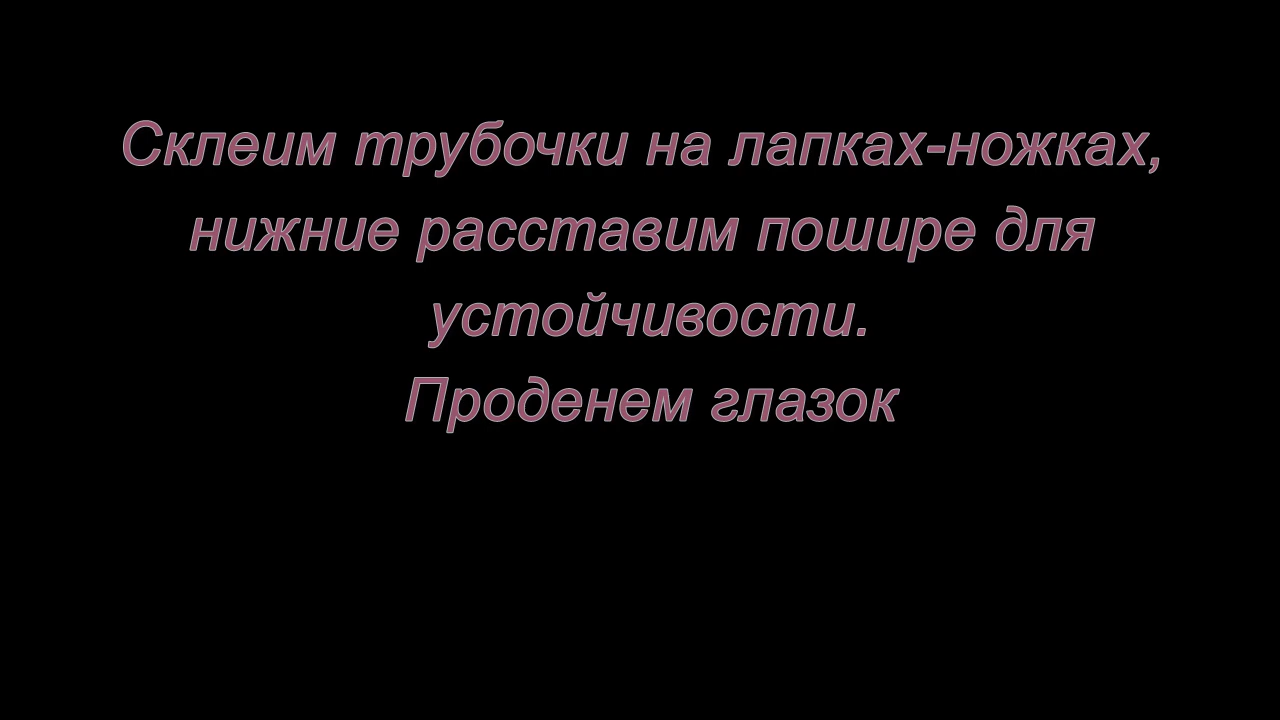 Склеим трубочки на лапках-ножках,
нижние расставим пошире для
устойчивости.
Проденем глазок